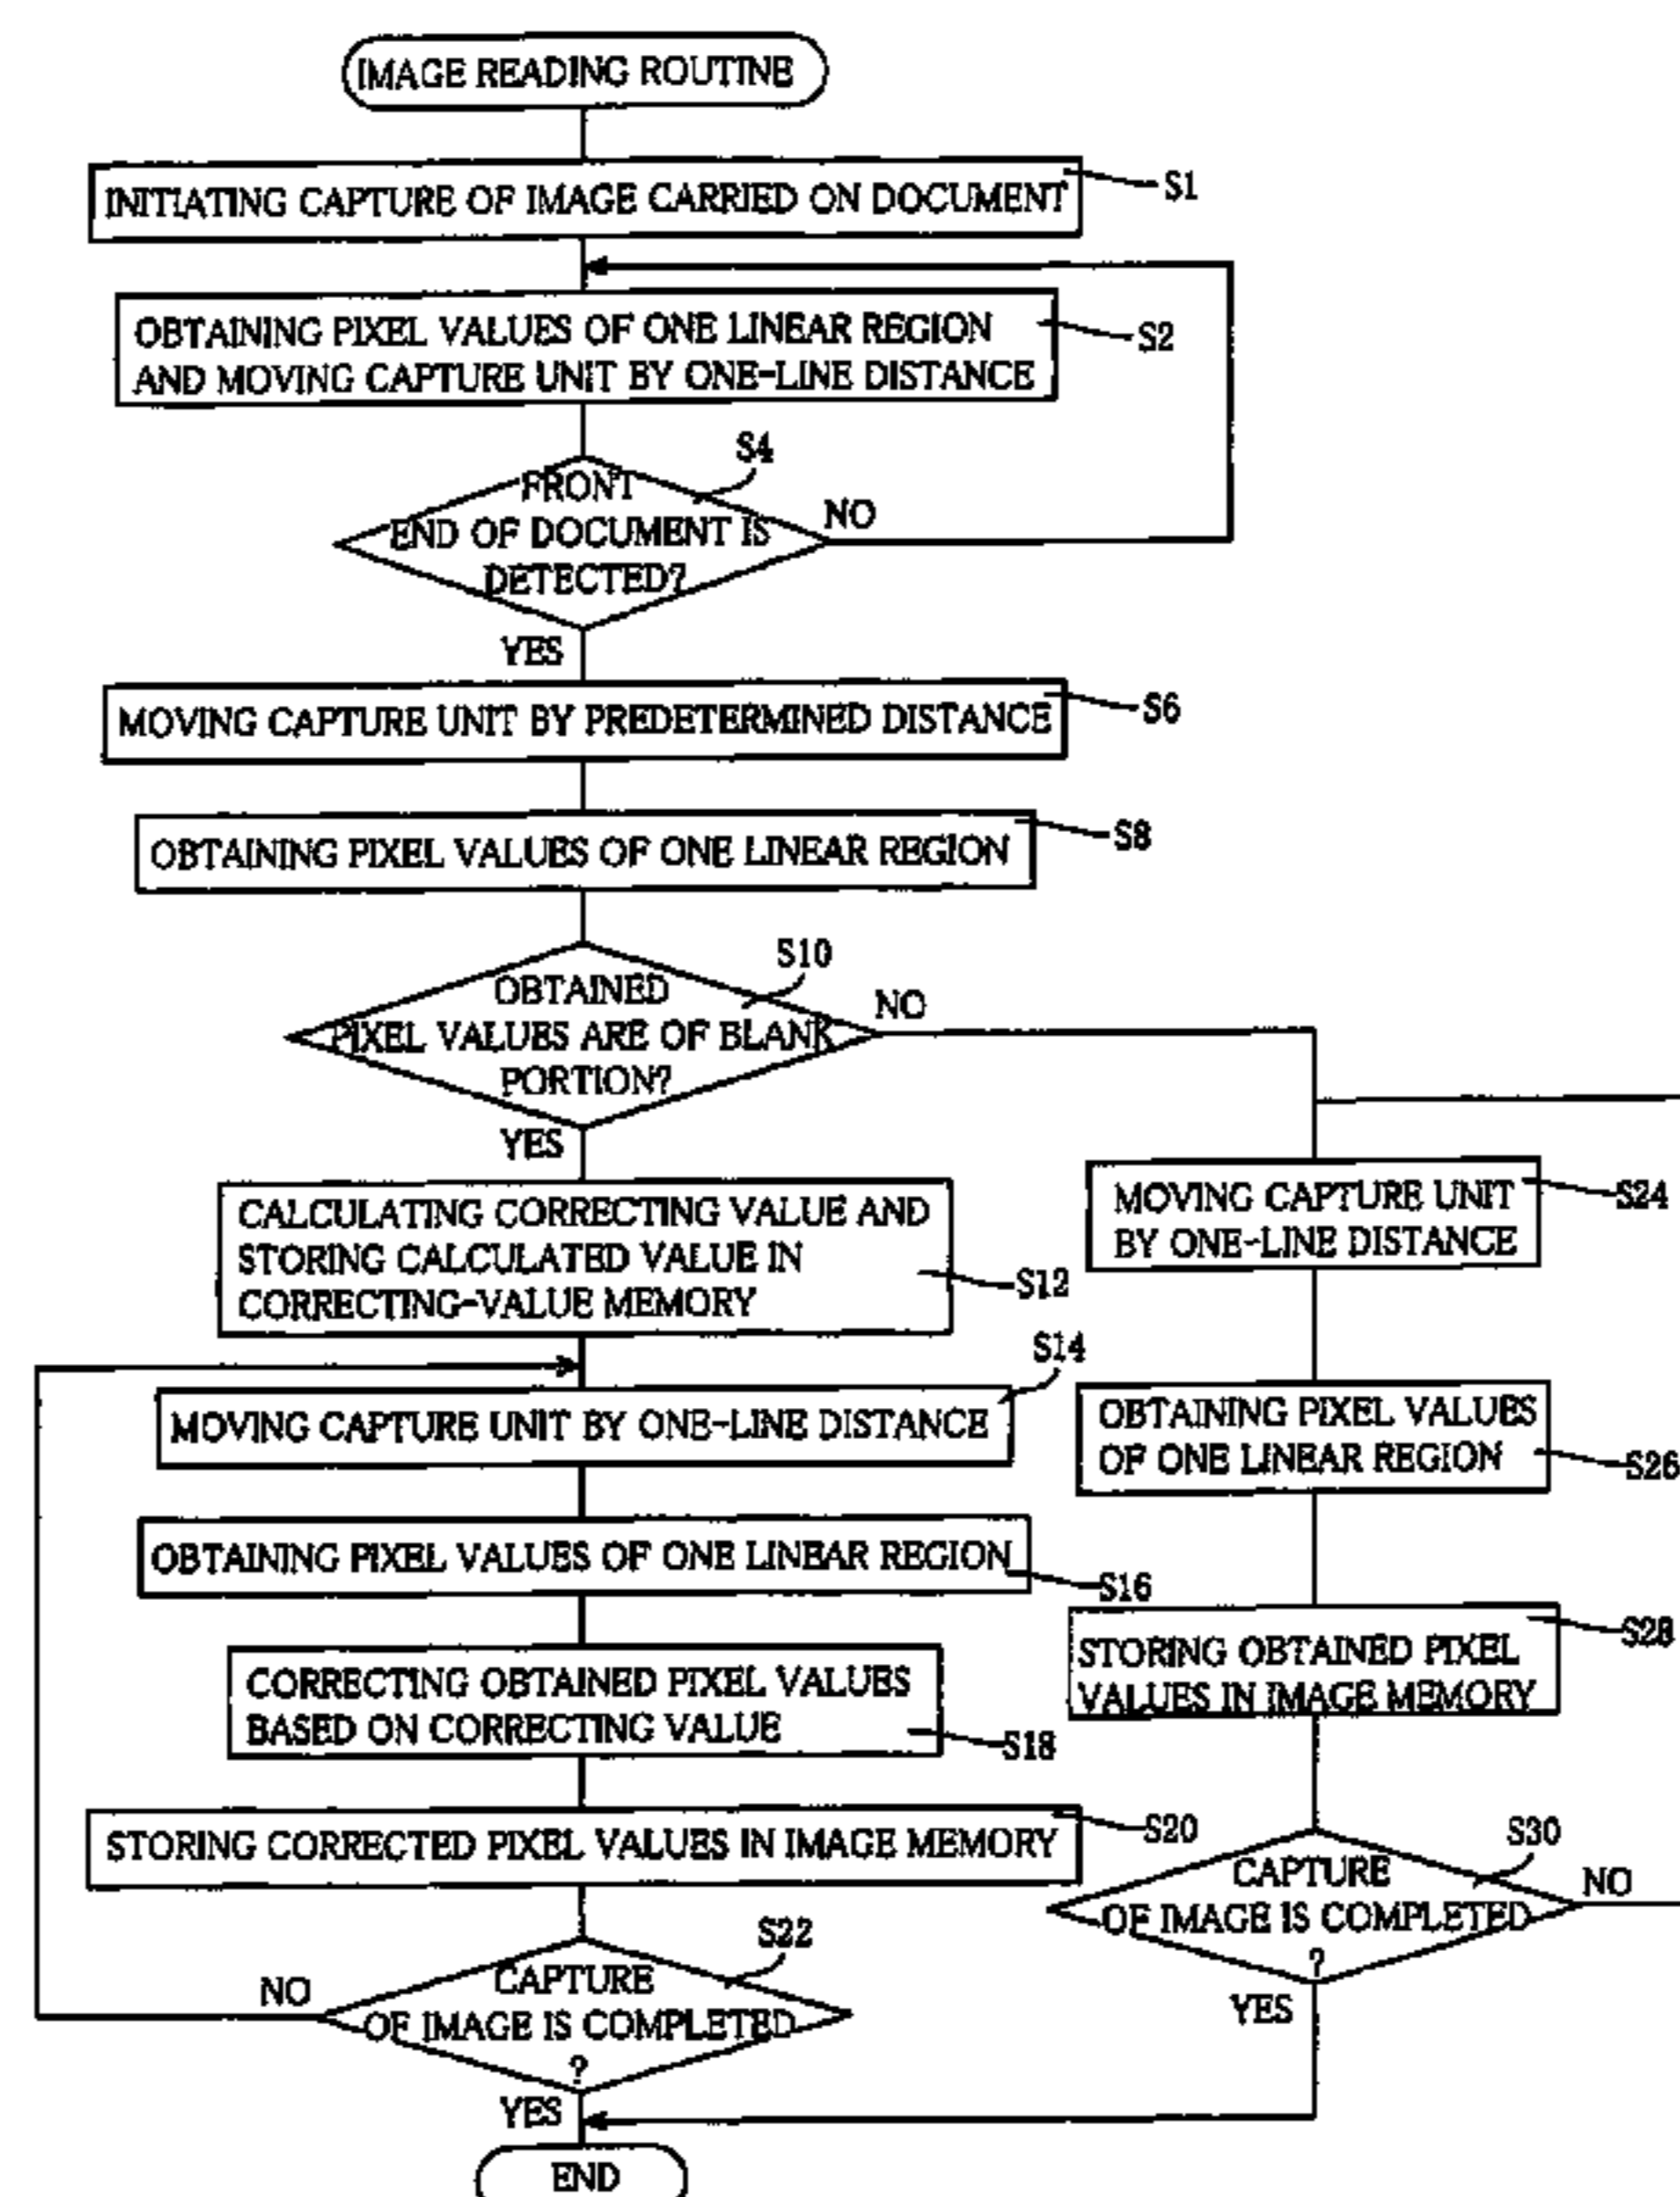 IMAGE READING ROUTINE
INITIATING CAPTURE OF IMAGE CARRIED ON DOCUMENT
S1
OBTAINING PIXEL VALUES OF ONE LINEAR REGION
AND MOVING CAPTURE UNIT BY ONE-LINE DISTANCE
S2
S4
FRONT
END OF DOCUMENT IS
DETECTED?
NO
YES
MOVING CAPTURE UNIT BY PREDETERMINED DISTANCE
S6
OBTAINING PIXEL VALUES OF ONE LINEAR REGION
S8
S10
OBTAINED
PIXEL VALUES ARE OF BLANK
PORTION?
NO
YES
CALCULATING CORRECTING VALUE AND
STORING CALCULATED VALUE IN
CORRECTING-VALUE MEMORY
S12
S14
MOVING CAPTURE UNIT BY ONE-LINE DISTANCE
OBTAINING PIXEL VALUES OF ONE LINEAR REGION
S16
CORRECTING OBTAINED PIXEL VALUES
BASED ON CORRECTING VALUE
S18
STORING CORRECTED PIXEL VALUES IN IMAGE MEMORY
S20
S22
CAPTURE
OF IMAGE IS COMPLETED
?
NO
YES
MOVING CAPTURE UNIT
BY ONE-LINE DISTANCE
S24
OBTAINING PIXEL VALUES
OF ONE LINEAR REGION
S26
STORING OBTAINED PIXEL
VALUES IN IMAGE MEMORY
S28
S30
CAPTURE
OF IMAGE IS COMPLETED
?
NO
YES
END